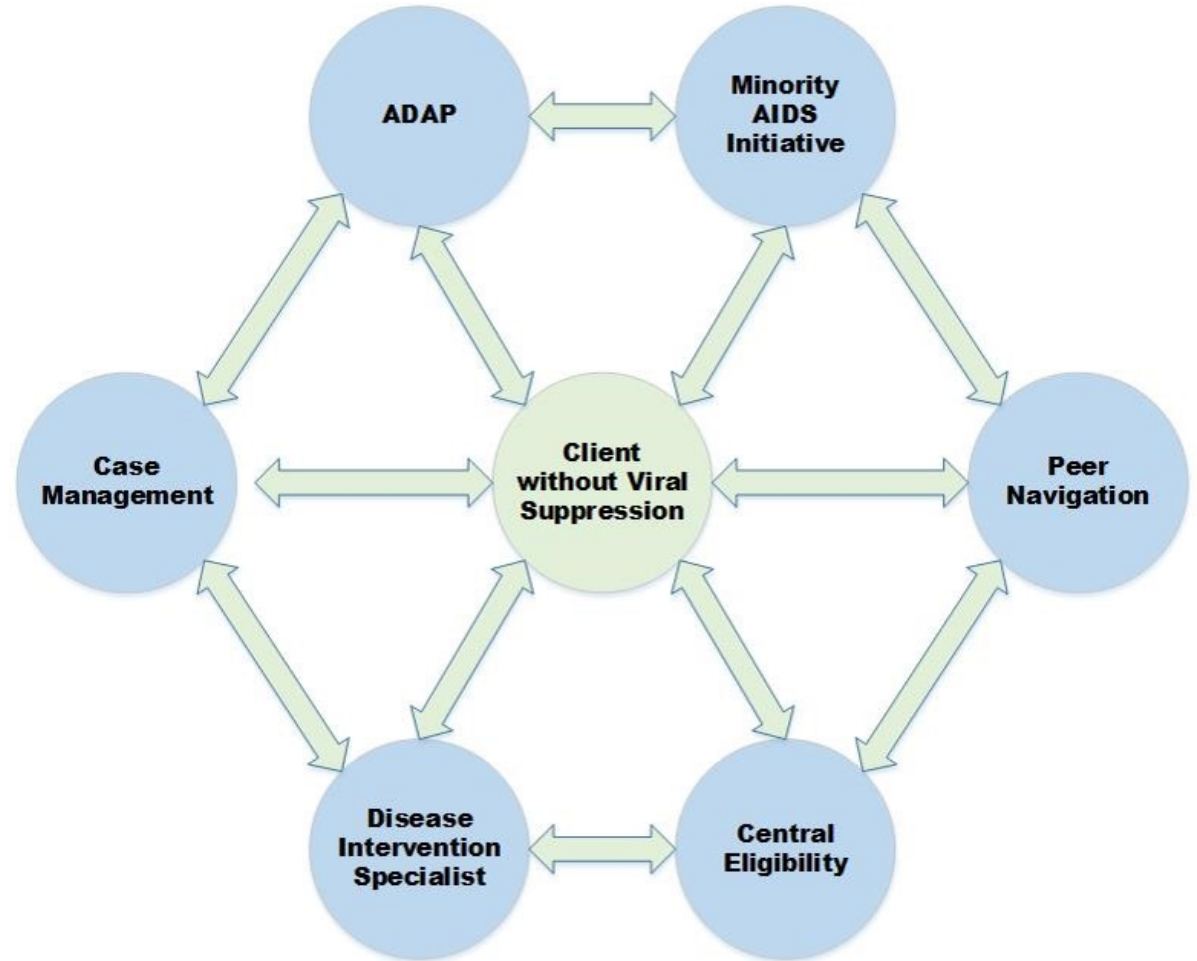 ADAP
Minority
AIDS
Initiative
Case
Management
Client
without Viral
Suppression
Peer
Navigation
Disease
Intervention
Specialist
Central
Eligibility